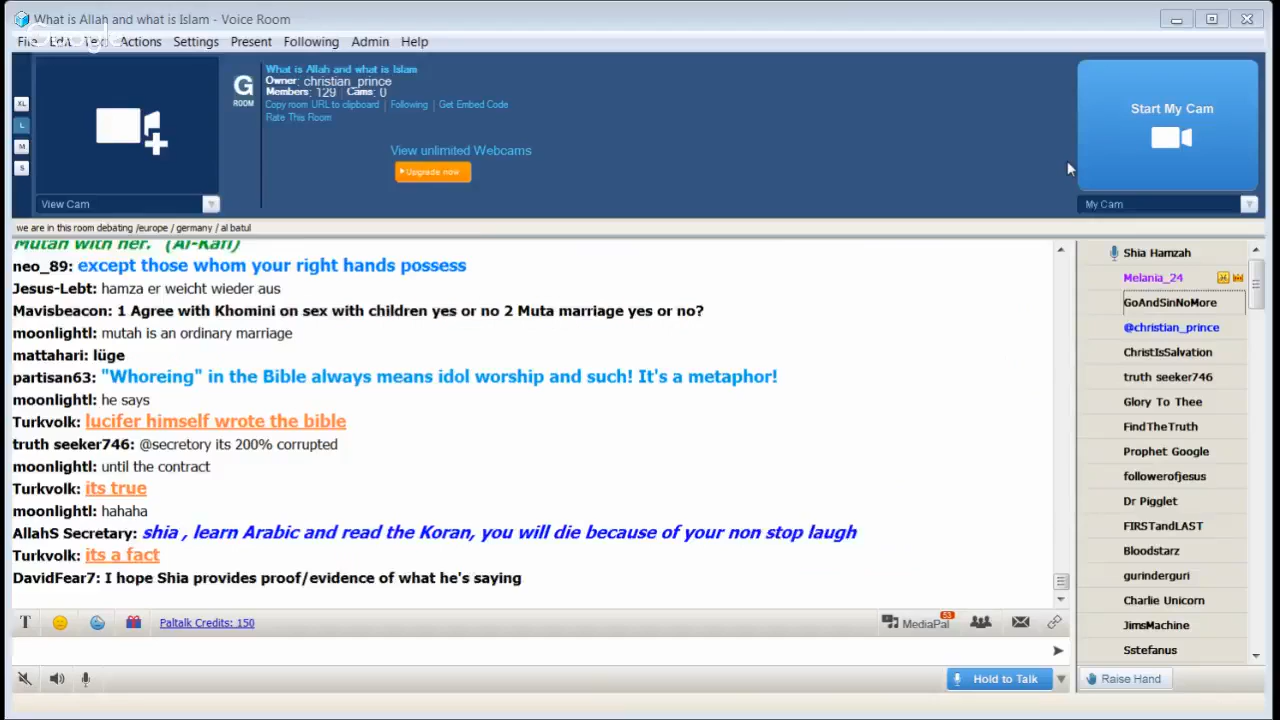 What is Allah and what is Islam - Voice Room
File Edit Text Actions Settings Present Following Admin Help
Google
XL
L
M
S
G
ROOM
What is Allah and what is Islam
Owner: christian_prince
Members: 129 Cams: 0
Copy room URL to clipboard | Following | Get Embed Code
Rate This Room
View unlimited Webcams
Upgrade now
Start My Cam
View Cam
My Cam
we are in this room debating /europe / germany / al batul
Mutah with her. (Al-Kafi)
neo_89: except those whom your right hands possess
Jesus-Lebt: hamza er weicht wieder aus
Mavisbeacon: 1 Agree with Khomini on sex with children yes or no 2 Muta marriage yes or no?
moonlightl: mutah is an ordinary marriage
mattahari: lüge
partisan63: "Whoreing" in the Bible always means idol worship and such! It's a metaphor!
moonlightl: he says
Turkvolk: lucifer himself wrote the bible
truth seeker746: @secretory its 200% corrupted
moonlightl: until the contract
Turkvolk: its true
moonlightl: hahaha
AllahS Secretary: shia , learn Arabic and read the Koran, you will die because of your non stop laugh
Turkvolk: its a fact
DavidFear7: I hope Shia provides proof/evidence of what he's saying
Shia Hamzah
Melania_24
GoAndSinNoMore
@christian_prince
ChristIsSalvation
truth seeker746
Glory To Thee
FindTheTruth
Prophet Google
followerofjesus
Dr Pigglet
FIRSTandLAST
Bloodstarz
gurinderguri
Charlie Unicorn
JimsMachine
Sstefanus
T
Paltalk Credits: 150
MediaPal
53
Hold to Talk
Raise Hand